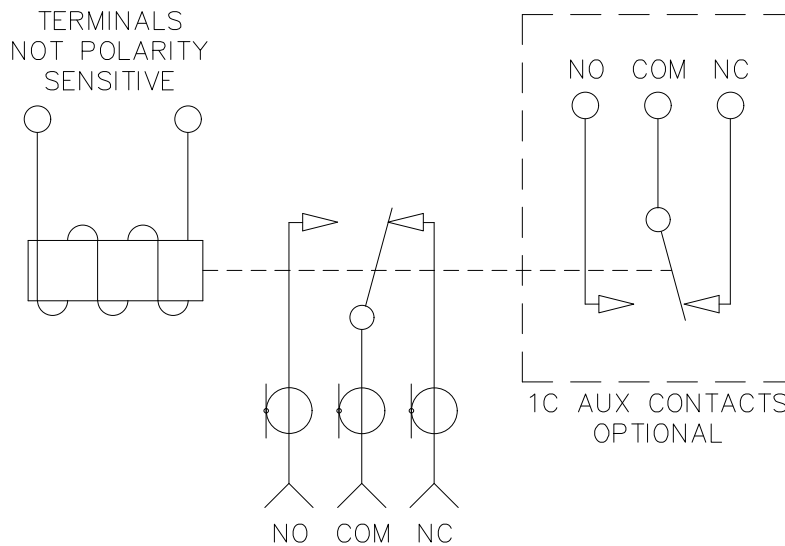 TERMINALS
NOT POLARITY
SENSITIVE
NO COM NC
1C AUX CONTACTS
OPTIONAL
NO COM NC